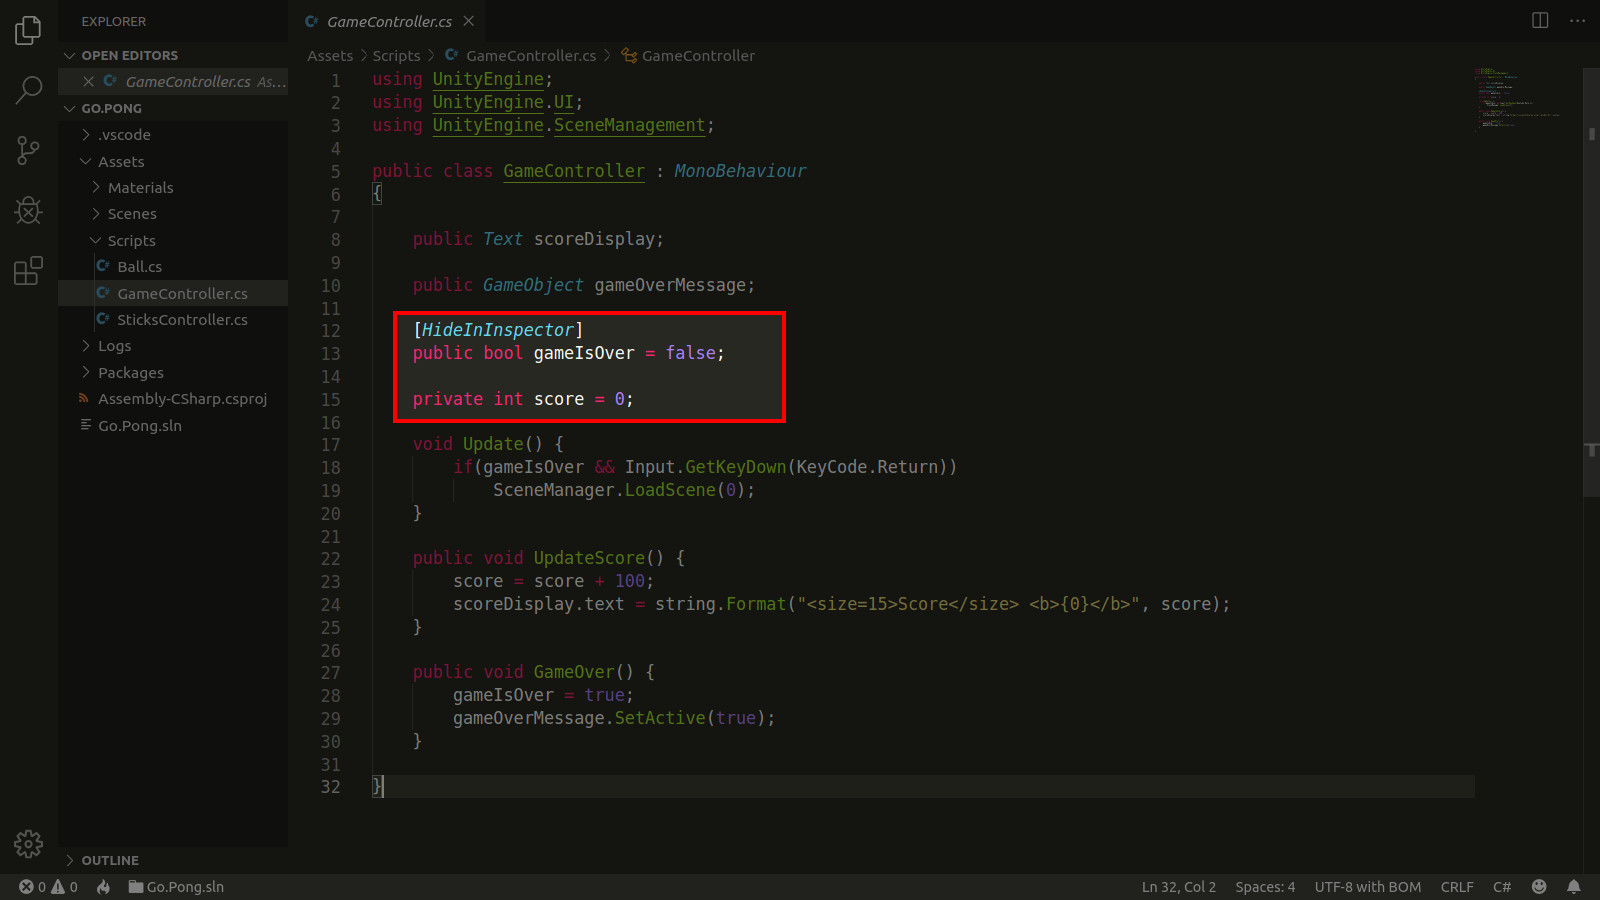 EXPLORER
OPEN EDITORS
GameController.cs As...
GO.PONG
.vscode
Assets
Materials
Scenes
Scripts
C# Ball.cs
C# GameController.cs
C# SticksController.cs
Logs
Packages
Assembly-CSharp.csproj
Go.Pong.sln
OUTLINE
C# GameController.cs
Assets > Scripts > C# GameController.cs > GameController
1 using UnityEngine;
2 using UnityEngine.UI;
3 using UnityEngine.SceneManagement;
4
5 public class GameController : MonoBehaviour
6 {
7
8 public Text scoreDisplay;
9
10 public GameObject gameOverMessage;
11
12 [HideInInspector]
13 public bool gameIsOver = false;
14
15 private int score = 0;
16
17 void Update() {
18 if(gameIsOver && Input.GetKeyDown(KeyCode.Return))
19 SceneManager.LoadScene(0);
20 }
21
22 public void UpdateScore() {
23 score = score + 100;
24 scoreDisplay.text = string.Format("<size=15>Score</size> <b>{0}</b>", score);
25 }
26
27 public void GameOver() {
28 gameIsOver = true;
29 gameOverMessage.SetActive(true);
30 }
31
32 }
0 0 Go.Pong.sln Ln 32, Col 2 Spaces: 4 UTF-8 with BOM CRLF C#